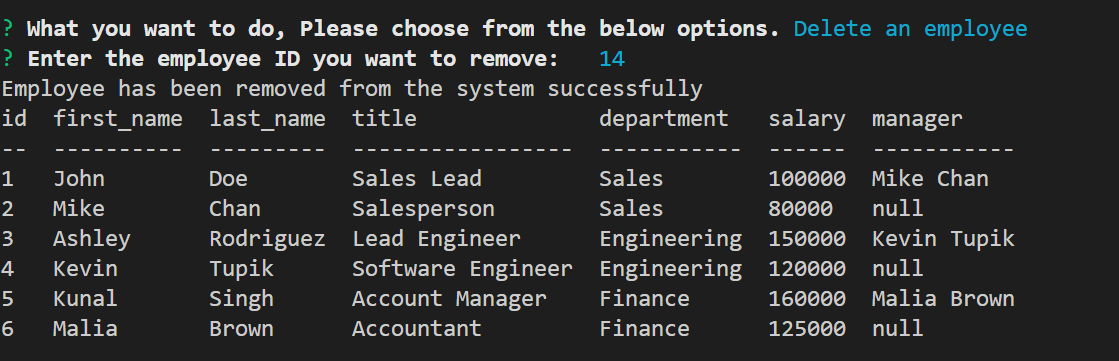 ? What you want to do, Please choose from the below options. Delete an employee
? Enter the employee ID you want to remove:   14
Employee has been removed from the system successfully
id  first_name  last_name  title              department   salary  manager
--  ----------  ---------  -----------------  -----------  ------  -----------
1   John        Doe        Sales Lead         Sales        100000  Mike Chan
2   Mike        Chan       Salesperson        Sales        80000   null
3   Ashley      Rodriguez  Lead Engineer      Engineering  150000  Kevin Tupik
4   Kevin       Tupik      Software Engineer  Engineering  120000  null
5   Kunal       Singh      Account Manager    Finance      160000  Malia Brown
6   Malia       Brown      Accountant         Finance      125000  null